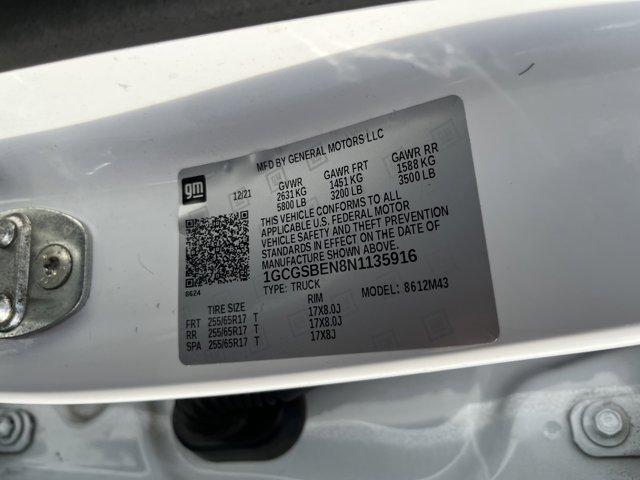 MFD BY GENERAL MOTORS LLC
gm 12/21 GVWR GAWR FRT GAWR RR
2631 KG 1451 KG 1588 KG
5800 LB 3200 LB 3500 LB
THIS VEHICLE CONFORMS TO ALL
APPLICABLE U.S. FEDERAL MOTOR
VEHICLE SAFETY AND BUMPER
STANDARDS IN EFFECT ON THE DATE OF
MANUFACTURE SHOWN ABOVE.
1GCGSBEN8N1135916
8624 TYPE: TRUCK MODEL: 8612M43
TIRE SIZE RIM
FRT 255/65R17 T 17X8.0J
RR 255/65R17 T 17X8.0J
SPA 255/65R17 T 17X8J